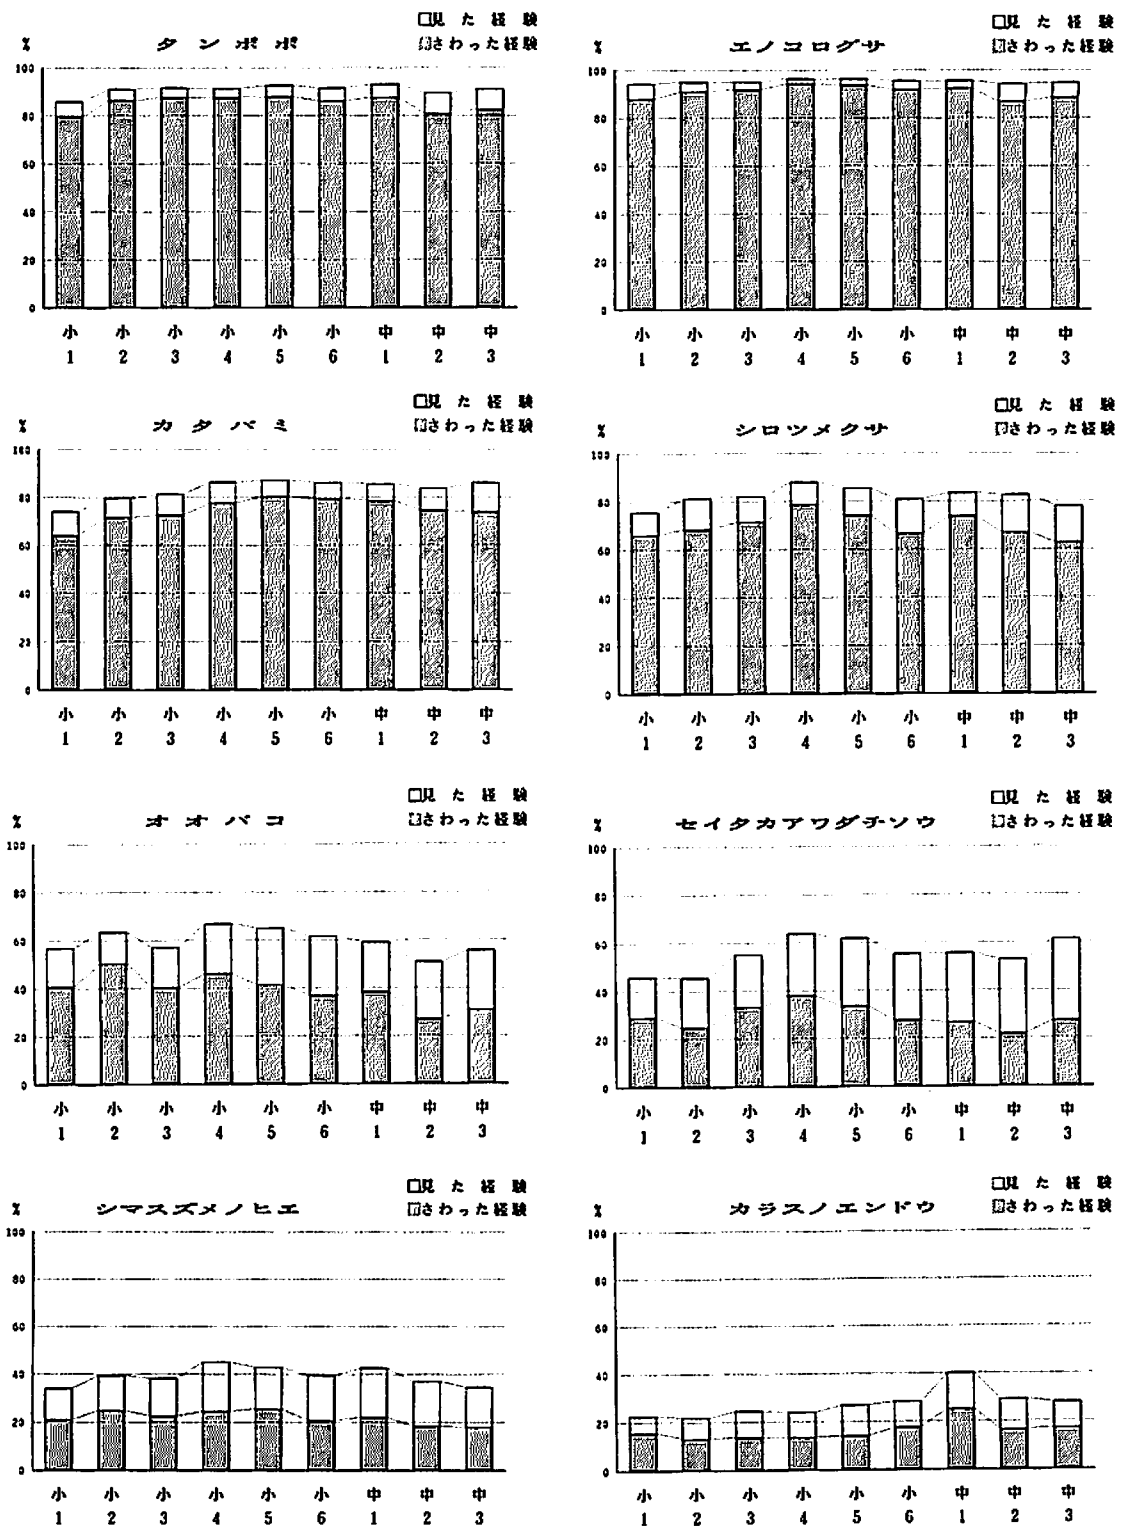 □見た経験
% タンポポ ▨さわった経験
100
80
60
40
20
0
小 小 小 小 小 小 中 中 中
1 2 3 4 5 6 1 2 3
□見た経験
% エノコログサ ▨さわった経験
100
80
60
40
20
0
小 小 小 小 小 小 中 中 中
1 2 3 4 5 6 1 2 3
□見た経験
% カタバミ ▨さわった経験
100
80
60
40
20
0
小 小 小 小 小 小 中 中 中
1 2 3 4 5 6 1 2 3
□見た経験
% シロツメクサ ▨さわった経験
100
80
60
40
20
0
小 小 小 小 小 小 中 中 中
1 2 3 4 5 6 1 2 3
□見た経験
% オオバコ ▨さわった経験
100
80
60
40
20
0
小 小 小 小 小 小 中 中 中
1 2 3 4 5 6 1 2 3
□見た経験
% セイタカアワダチソウ ▨さわった経験
100
80
60
40
20
0
小 小 小 小 小 小 中 中 中
1 2 3 4 5 6 1 2 3
□見た経験
% シマスズメノヒエ ▨さわった経験
100
80
60
40
20
0
小 小 小 小 小 小 中 中 中
1 2 3 4 5 6 1 2 3
□見た経験
% カラスノエンドウ ▨さわった経験
100
80
60
40
20
0
小 小 小 小 小 小 中 中 中
1 2 3 4 5 6 1 2 3